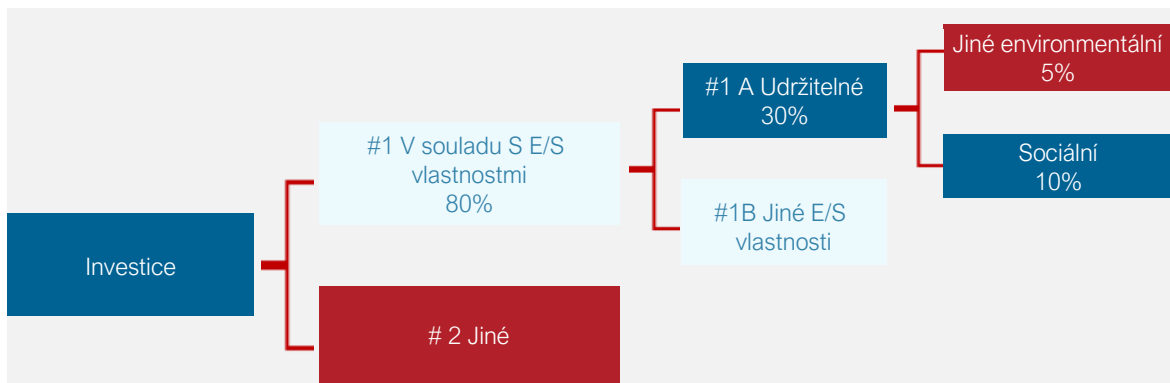 Investice
#1 V souladu S E/S
vlastnostmi
80%
# 2 Jiné
#1 A Udržitelné
30%
#1B Jiné E/S
vlastnosti
Jiné environmentální
5%
Sociální
10%